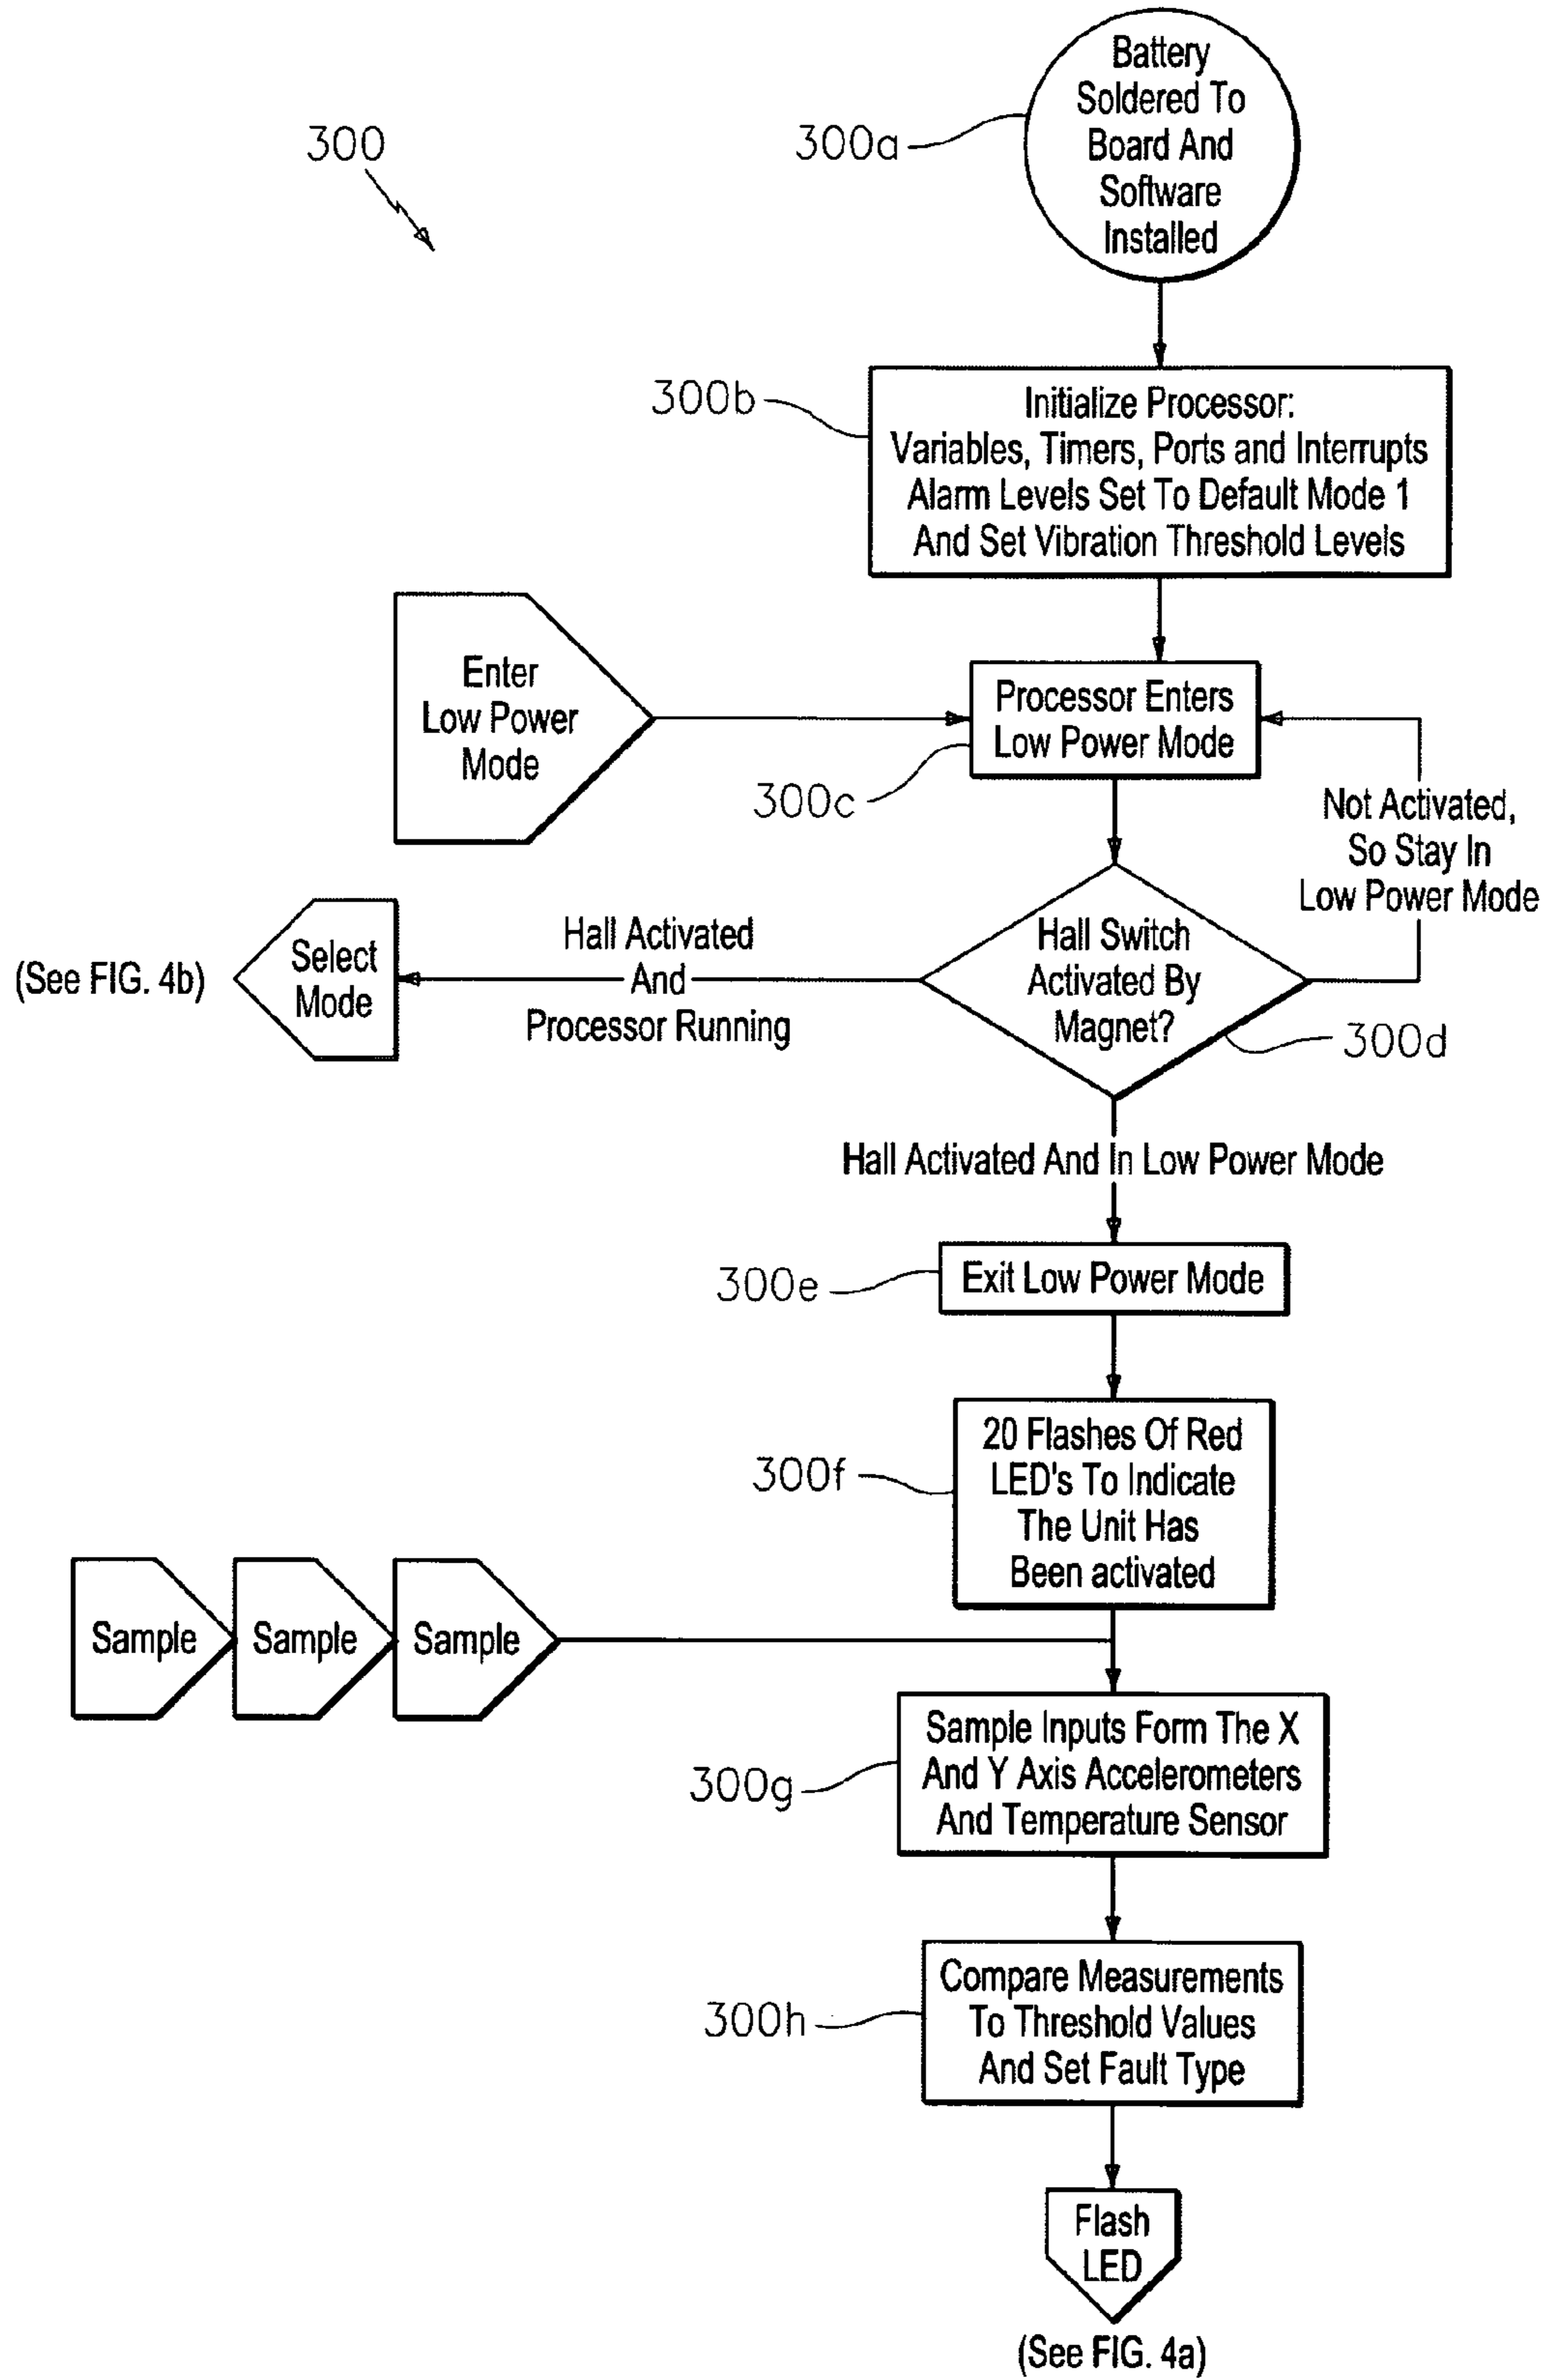 300
300a
Battery
Soldered To
Board And
Software
Installed
300b
Initialize Processor:
Variables, Timers, Ports and Interrupts
Alarm Levels Set To Default Mode 1
And Set Vibration Threshold Levels
Enter
Low Power
Mode
Processor Enters
Low Power Mode
300c
Not Activated,
So Stay In
Low Power Mode
(See FIG. 4b)
Select
Mode
Hall Activated
And
Processor Running
Hall Switch
Activated By
Magnet?
300d
Hall Activated And In Low Power Mode
300e
Exit Low Power Mode
300f
20 Flashes Of Red
LED's To Indicate
The Unit Has
Been activated
Sample
Sample
Sample
300g
Sample Inputs Form The X
And Y Axis Accelerometers
And Temperature Sensor
300h
Compare Measurements
To Threshold Values
And Set Fault Type
Flash
LED
(See FIG. 4a)